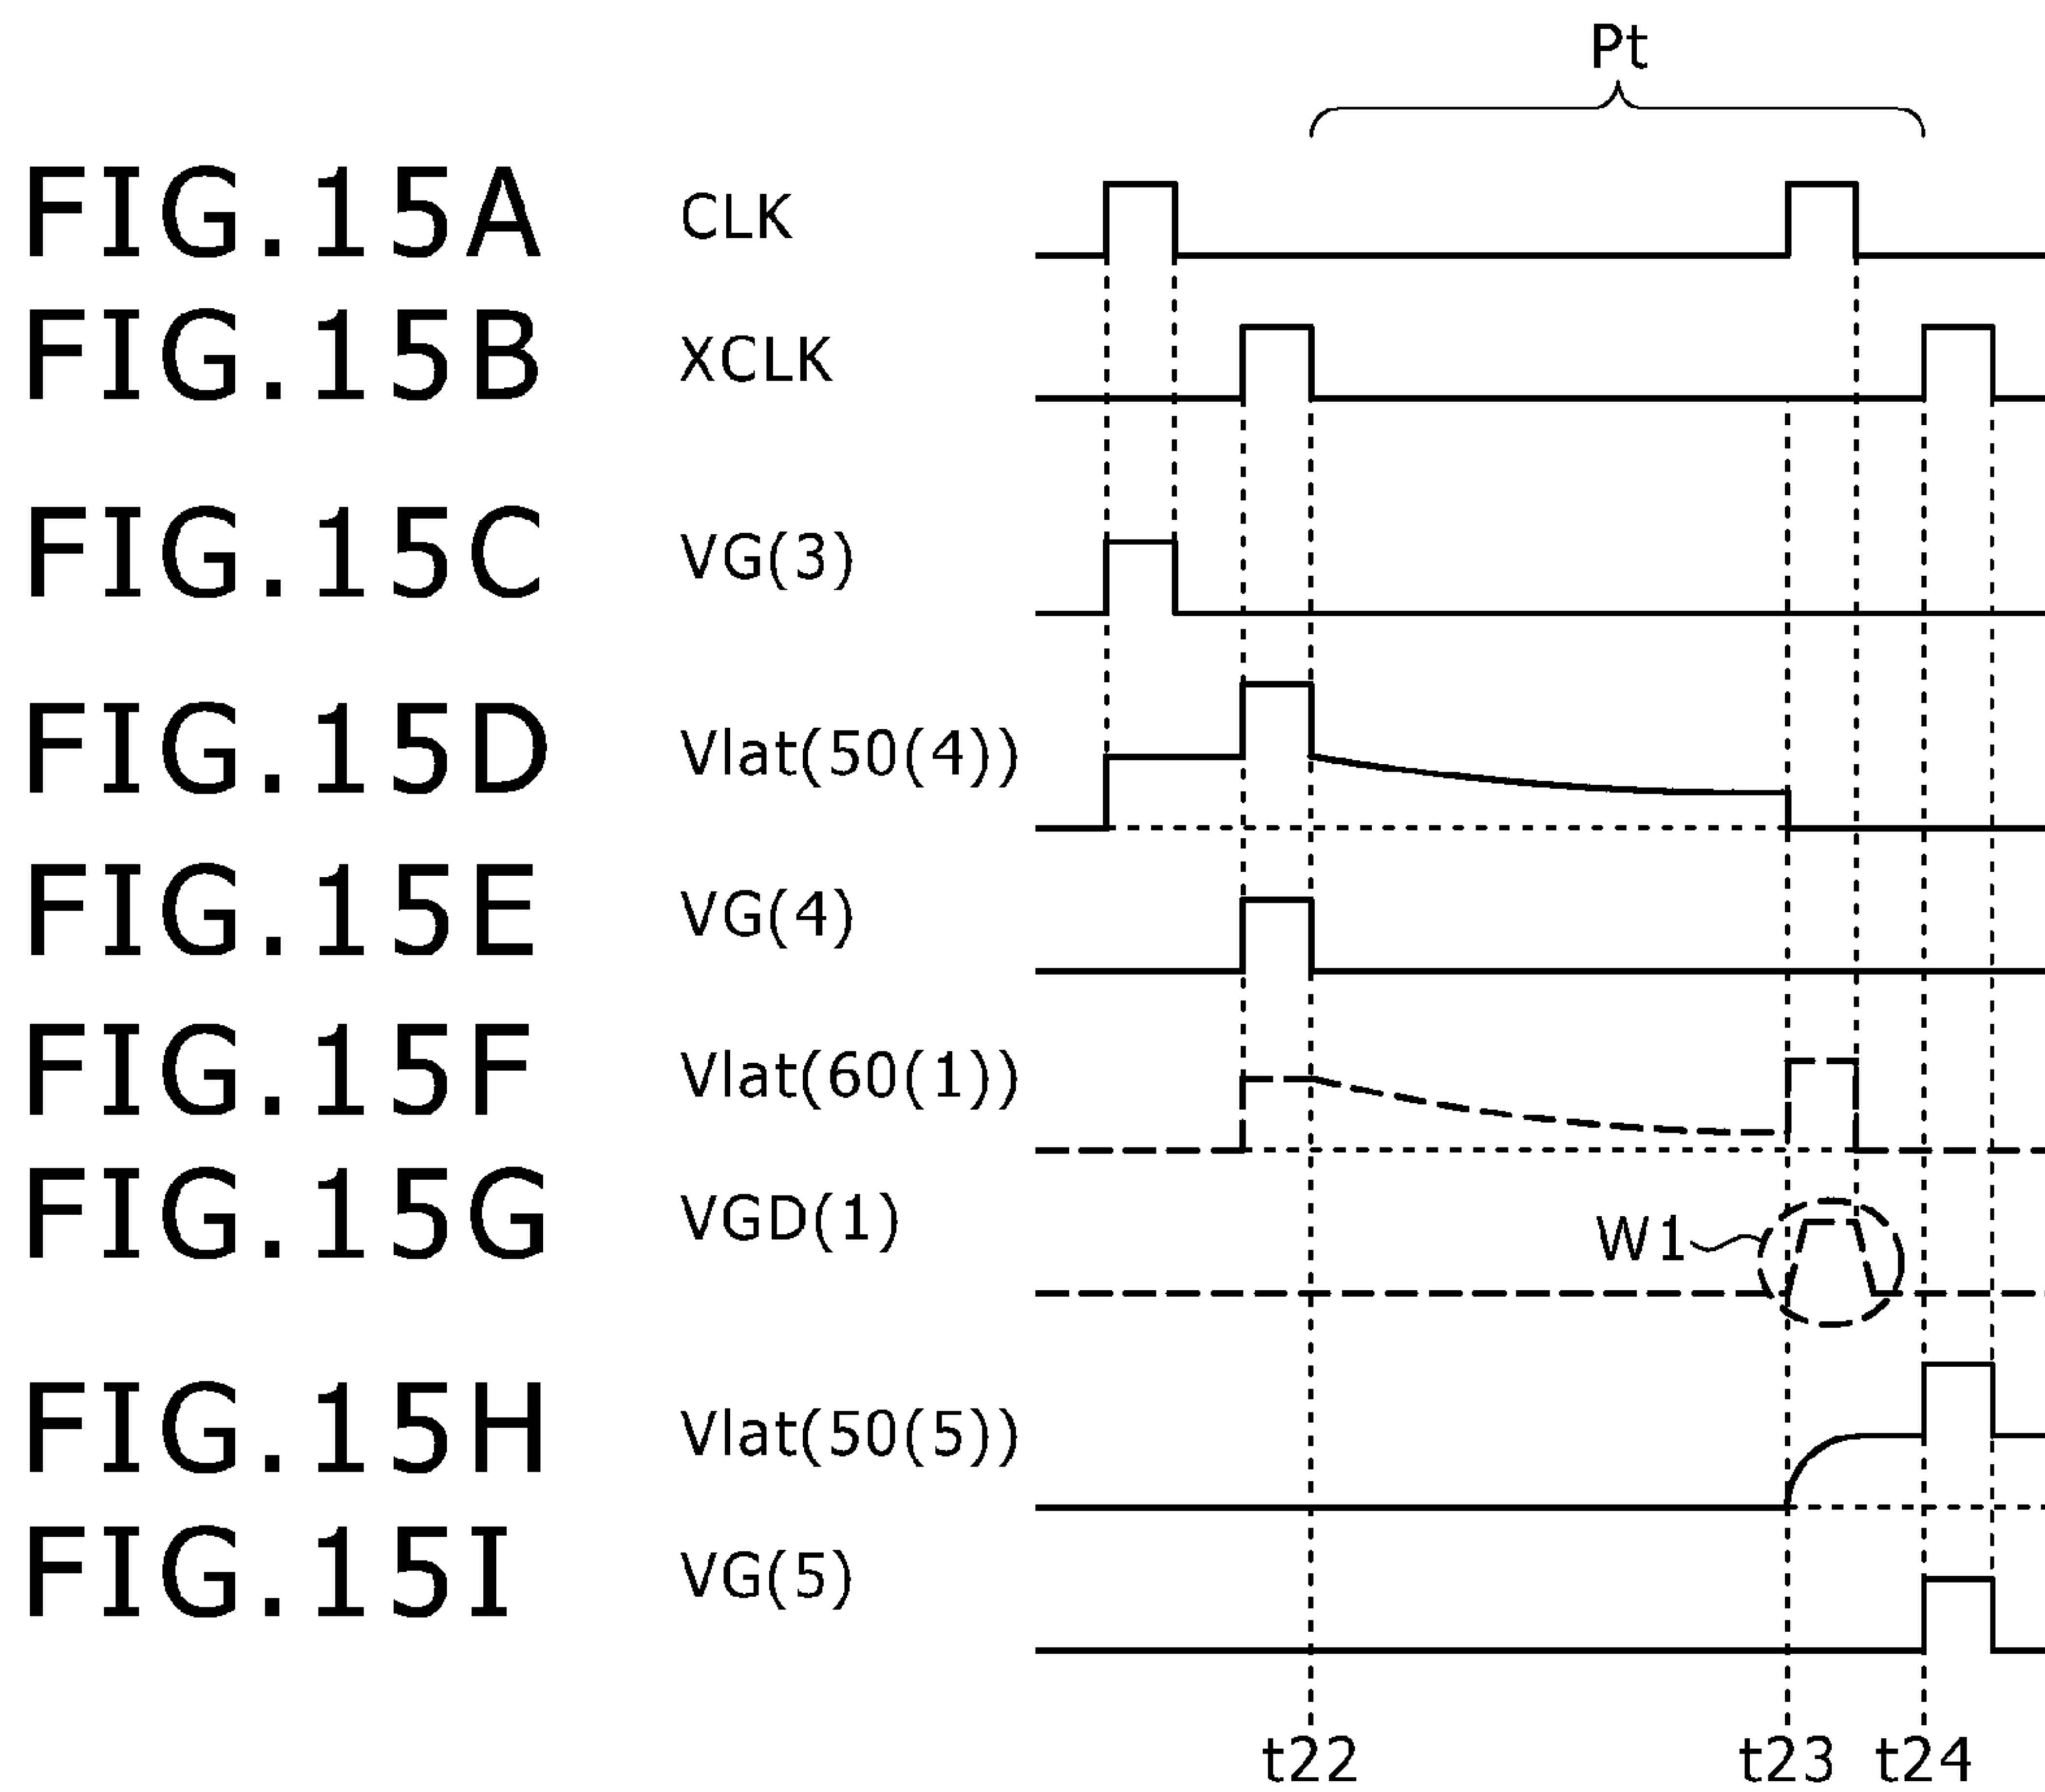 Pt
FIG.15A CLK
FIG.15B XCLK
FIG.15C VG(3)
FIG.15D Vlat(50(4))
FIG.15E VG(4)
FIG.15F Vlat(60(1))
FIG.15G VGD(1)
W1
FIG.15H Vlat(50(5))
FIG.15I VG(5)
t22 t23 t24